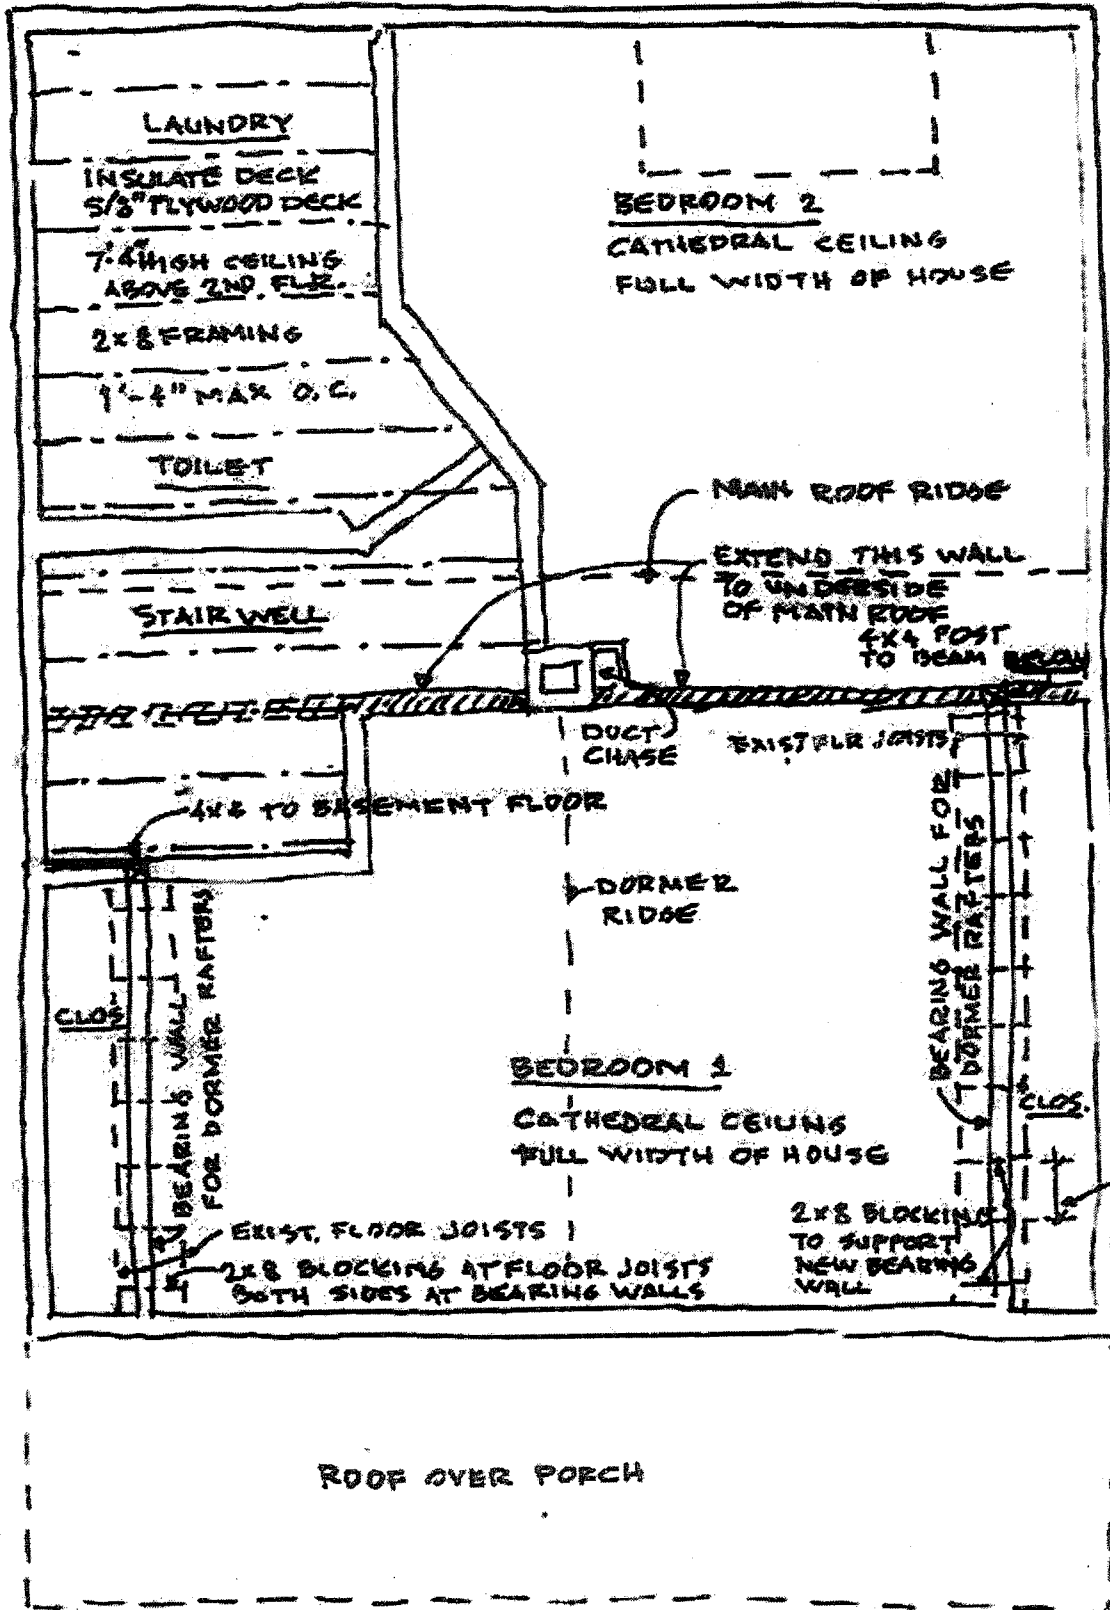 LAUNDRY
INSULATE DECK
5/8" PLYWOOD DECK
7'-4" HIGH CEILING
ABOVE 2ND. FLR.
2x8 FRAMING
1'-4" MAX O.C.
TOILET
BEDROOM 2
CATHEDRAL CEILING
FULL WIDTH OF HOUSE
MAIN ROOF RIDGE
EXTEND THIS WALL
TO UNDERSIDE
OF MAIN ROOF
4x4 POST
TO BEAM BELOW
STAIR WELL
DUCT
CHASE
EXIST FLR JOISTS
4x4 TO BASEMENT FLOOR
DORMER
RIDGE
BEARING WALL FOR
DORMER RAFTERS
CLOS.
BEARING WALL
FOR DORMER RAFTERS
BEDROOM 1
CATHEDRAL CEILING
FULL WIDTH OF HOUSE
CLOS.
EXIST. FLOOR JOISTS
2x8 BLOCKING AT FLOOR JOISTS
BOTH SIDES AT BEARING WALLS
2x8 BLOCKING
TO SUPPORT
NEW BEARING
WALL
ROOF OVER PORCH